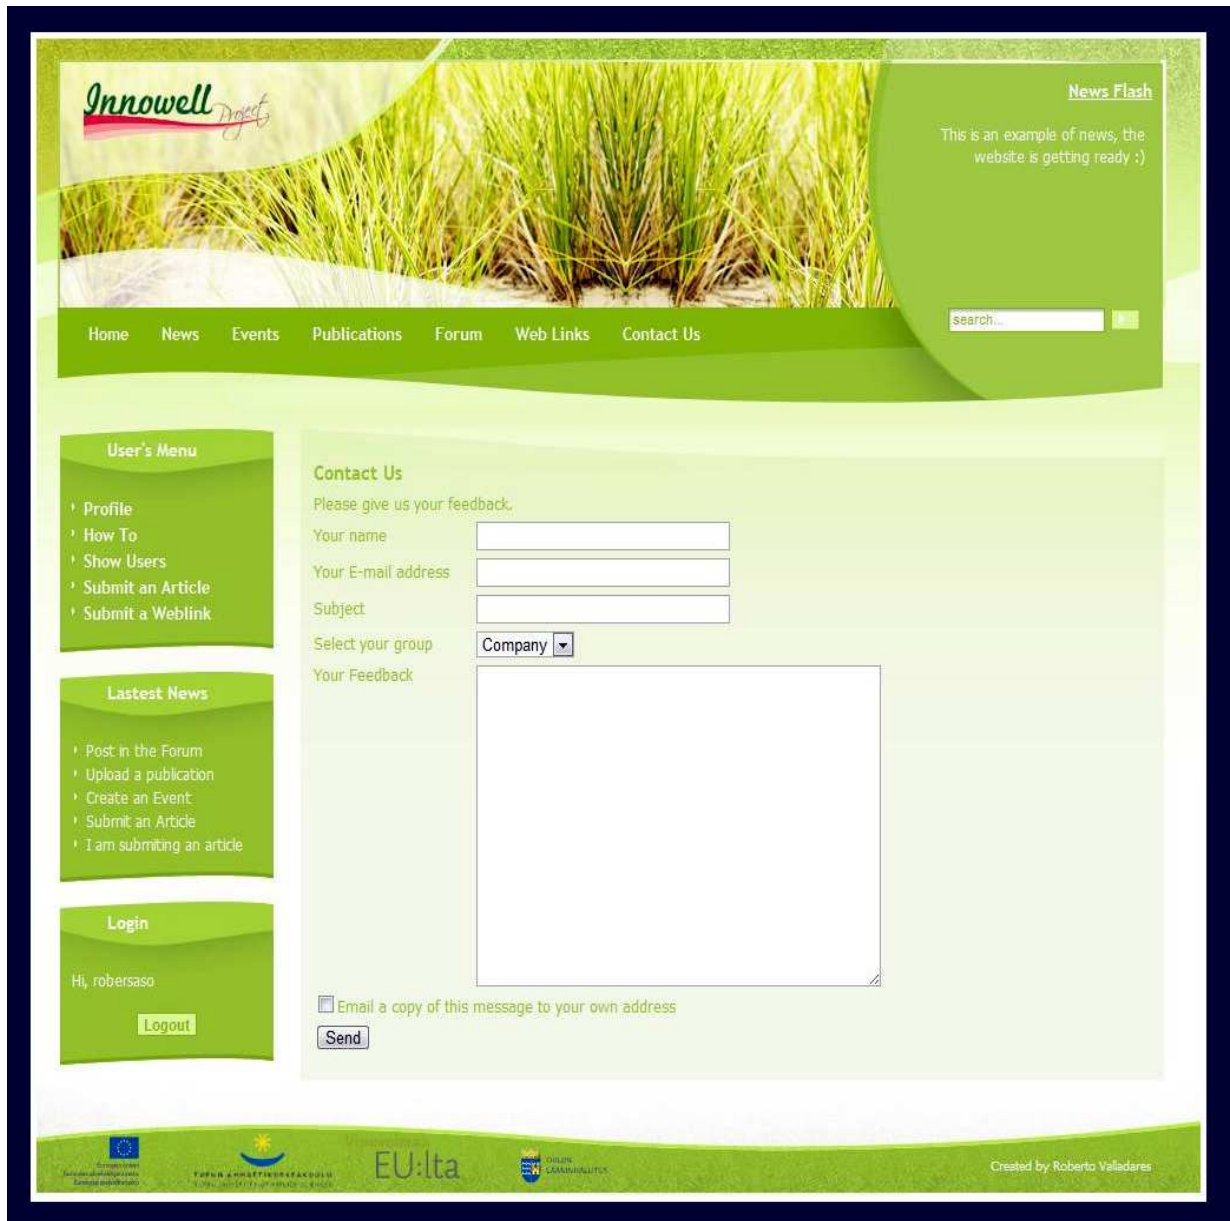 Innowell Project
News Flash
This is an example of news, the
website is getting ready :)
search...
Home News Events Publications Forum Web Links Contact Us
User's Menu
Profile
How To
Show Users
Submit an Article
Submit a Weblink
Lastest News
Post in the Forum
Upload a publication
Create an Event
Submit an Article
I am submiting an article
Login
Hi, robersaso
Logout
Contact Us
Please give us your feedback.
Your name
Your E-mail address
Subject
Select your group Company
Your Feedback
Email a copy of this message to your own address
Send
TURUN AMMATTIKORKEAKOULU
EU:lta
OULUN
LÄÄNINHALLITUS
Created by Roberto Valladares